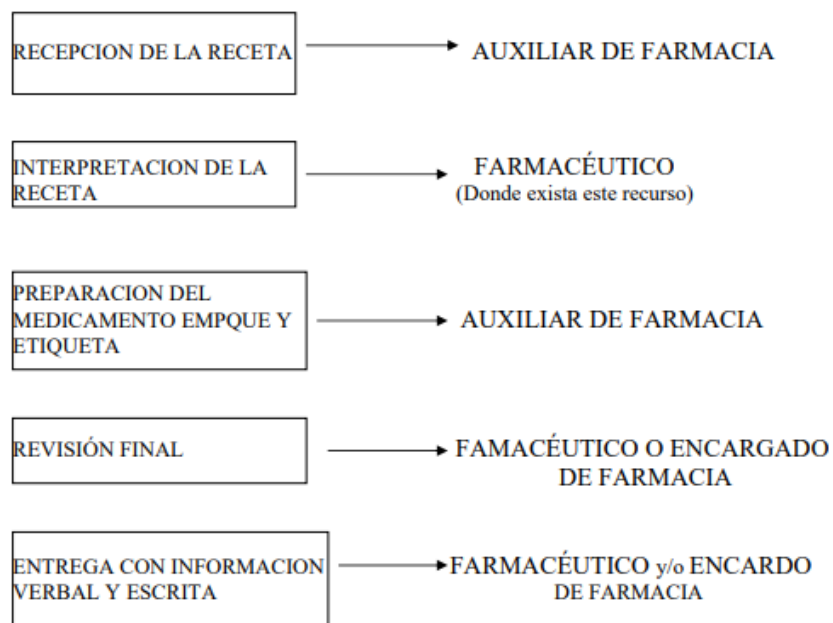 RECEPCION DE LA RECETA
AUXILIAR DE FARMACIA
INTERPRETACION DE LA
RECETA
FARMACÉUTICO
(Donde exista este recurso)
PREPARACION DEL
MEDICAMENTO EMPQUE Y
ETIQUETA
AUXILIAR DE FARMACIA
REVISIÓN FINAL
FAMACÉUTICO O ENCARGADO
DE FARMACIA
ENTREGA CON INFORMACION
VERBAL Y ESCRITA
FARMACÉUTICO y/o ENCARDO
DE FARMACIA